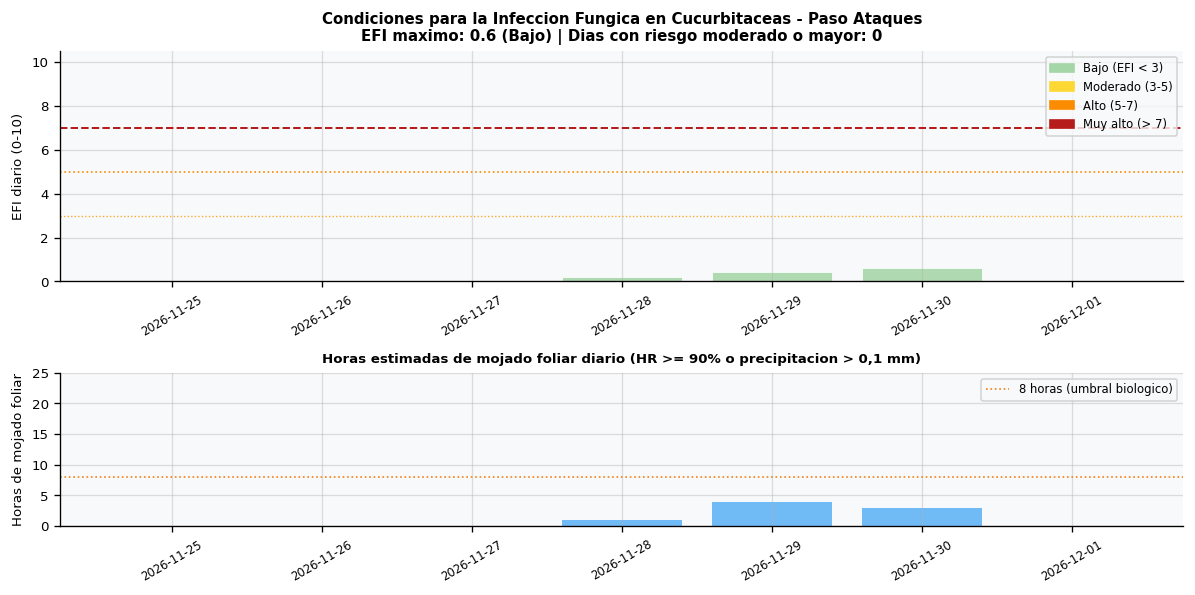 Condiciones para la Infeccion Fungica en Cucurbitaceas - Paso Ataques
EFI maximo: 0.6 (Bajo) | Dias con riesgo moderado o mayor: 0
EFI diario (0-10)
10
8
6
4
2
0
Bajo (EFI < 3)
Moderado (3-5)
Alto (5-7)
Muy alto (> 7)
2026-11-25
2026-11-26
2026-11-27
2026-11-28
2026-11-29
2026-11-30
2026-12-01
Horas estimadas de mojado foliar diario (HR >= 90% o precipitacion > 0,1 mm)
Horas de mojado foliar
25
20
15
10
5
0
8 horas (umbral biologico)
2026-11-25
2026-11-26
2026-11-27
2026-11-28
2026-11-29
2026-11-30
2026-12-01